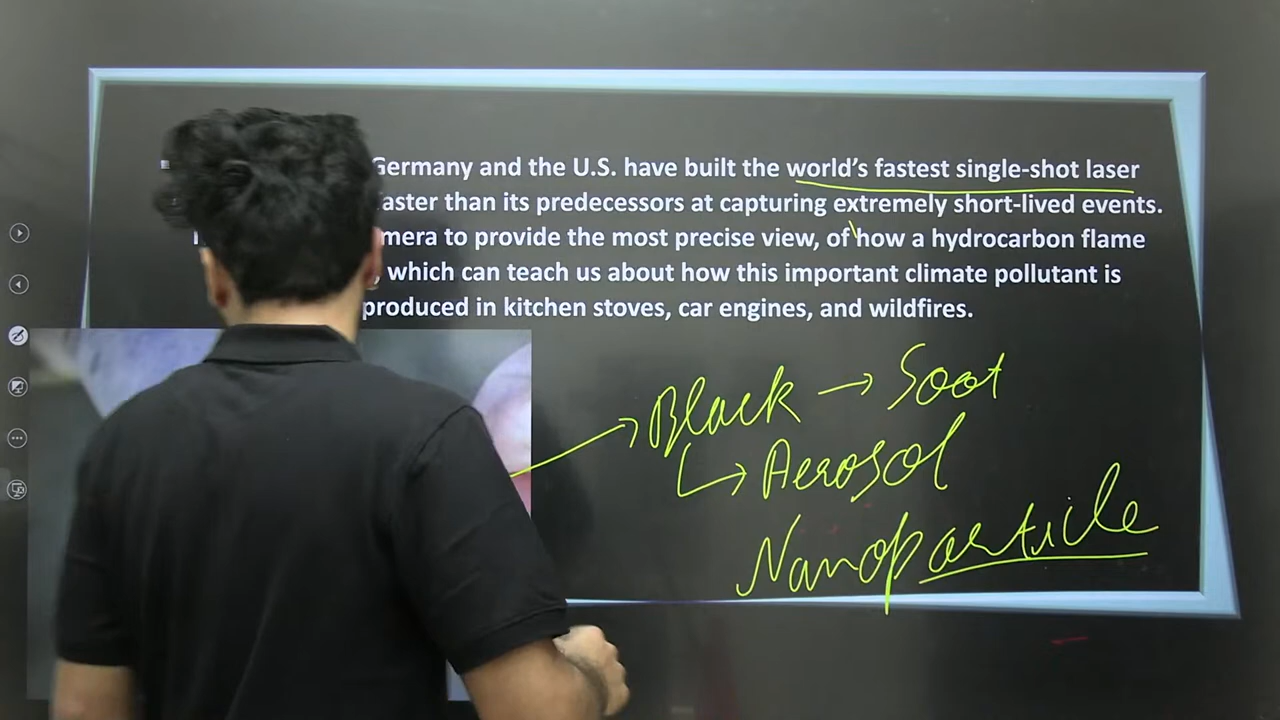 Germany and the U.S. have built the world's fastest single-shot laser
faster than its predecessors at capturing extremely short-lived events.
to provide the most precise view, of how a hydrocarbon flame
, which can teach us about how this important climate pollutant is
produced in kitchen stoves, car engines, and wildfires.
Black → Soot
Aerosol
Nanoparticle